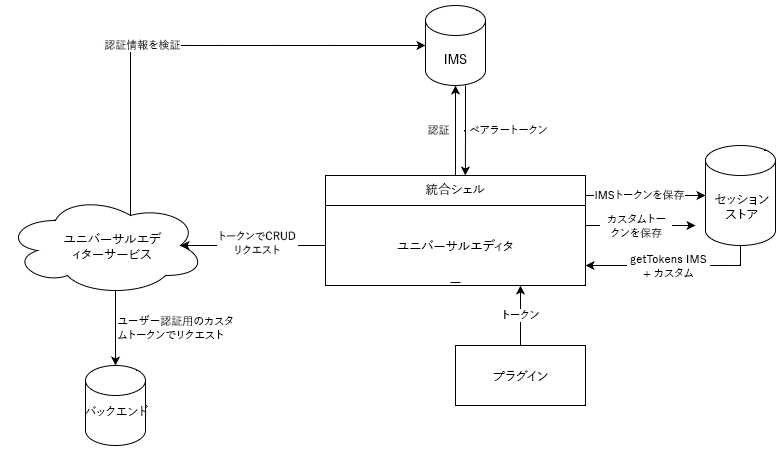 認証情報を検証
IMS
認証
ベアラートークン
統合シェル
IMSトークンを保存
セッション
ストア
カスタムトー
クンを保存
ユニバーサルエデ
ィターサービス
トークンでCRUD
リクエスト
ユニバーサルエディタ
ー
getTokens IMS
+ カスタム
トークン
ユーザー認証用のカスタ
ムトークンでリクエスト
プラグイン
バックエンド